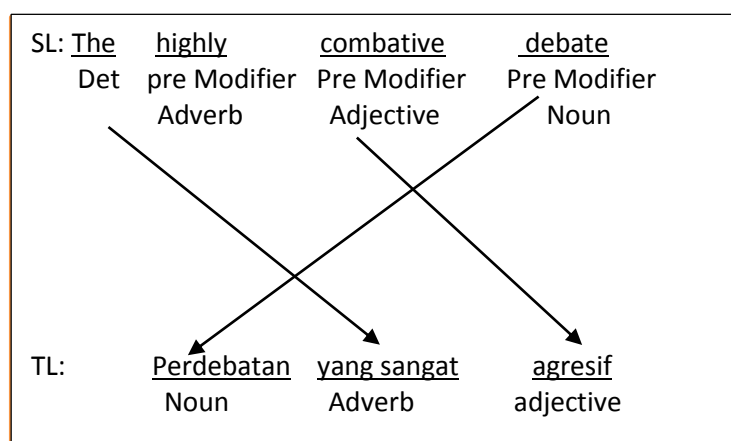 SL: The highly combative debate
Det pre Modifier Pre Modifier Pre Modifier
Adverb Adjective Noun
TL: Perdebatan yang sangat agresif
Noun Adverb adjective